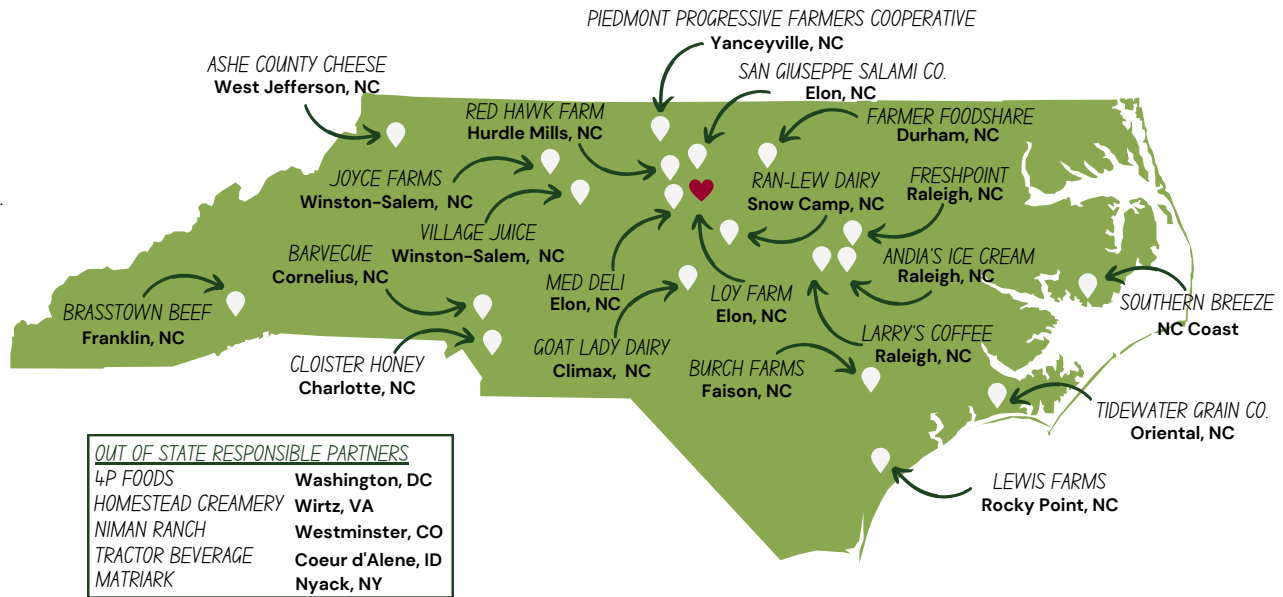 PIEDMONT PROGRESSIVE FARMERS COOPERATIVE
Yanceyville, NC
ASHE COUNTY CHEESE
West Jefferson, NC
SAN GIUSEPPE SALAMI CO.
Elon, NC
RED HAWK FARM
Hurdle Mills, NC
FARMER FOODSHARE
Durham, NC
JOYCE FARMS
Winston-Salem, NC
RAN-LEW DAIRY
Snow Camp, NC
FRESHPOINT
Raleigh, NC
VILLAGE JUICE
Winston-Salem, NC
BARVECUE
Cornelius, NC
MED DELI
Elon, NC
LOY FARM
Elon, NC
ANDIA'S ICE CREAM
Raleigh, NC
BRASSTOWN BEEF
Franklin, NC
SOUTHERN BREEZE
NC Coast
CLOISTER HONEY
Charlotte, NC
GOAT LADY DAIRY
Climax, NC
BURCH FARMS
Faison, NC
LARRY'S COFFEE
Raleigh, NC
TIDEWATER GRAIN CO.
Oriental, NC
LEWIS FARMS
Rocky Point, NC
OUT OF STATE RESPONSIBLE PARTNERS
4P FOODS Washington, DC
HOMESTEAD CREAMERY Wirtz, VA
NIMAN RANCH Westminster, CO
TRACTOR BEVERAGE Coeur d'Alene, ID
MATRIARK Nyack, NY